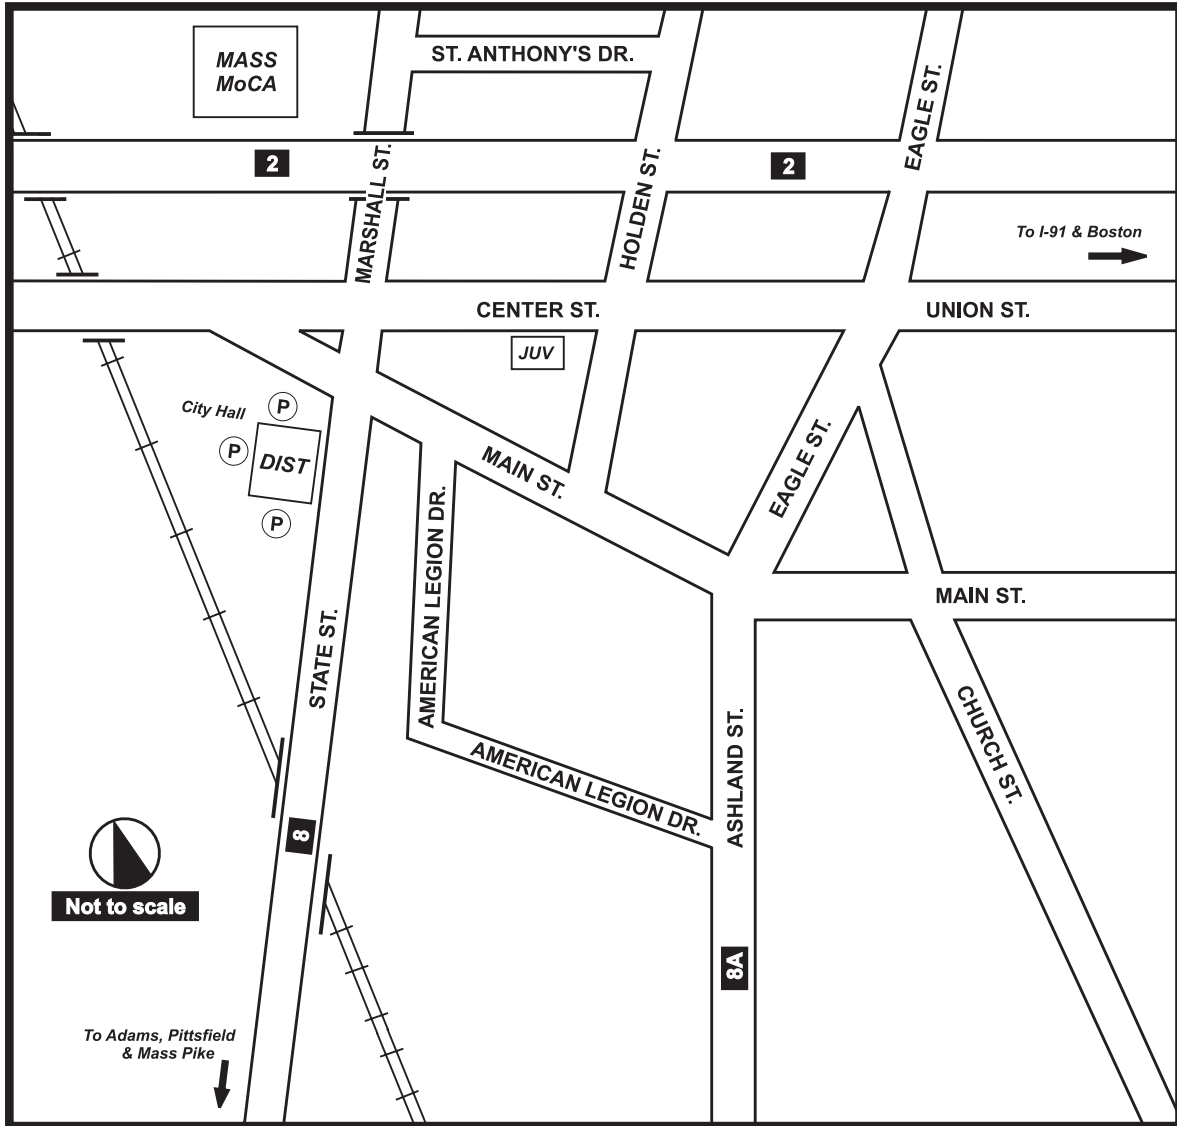 MASS
MoCA
ST. ANTHONY'S DR.
EAGLE ST.
2
MARSHALL ST.
HOLDEN ST.
2
To I-91 & Boston
CENTER ST.
UNION ST.
JUV
City Hall
P
P
DIST
P
MAIN ST.
EAGLE ST.
AMERICAN LEGION DR.
MAIN ST.
STATE ST.
AMERICAN LEGION DR.
ASHLAND ST.
CHURCH ST.
8
Not to scale
8A
To Adams, Pittsfield
& Mass Pike